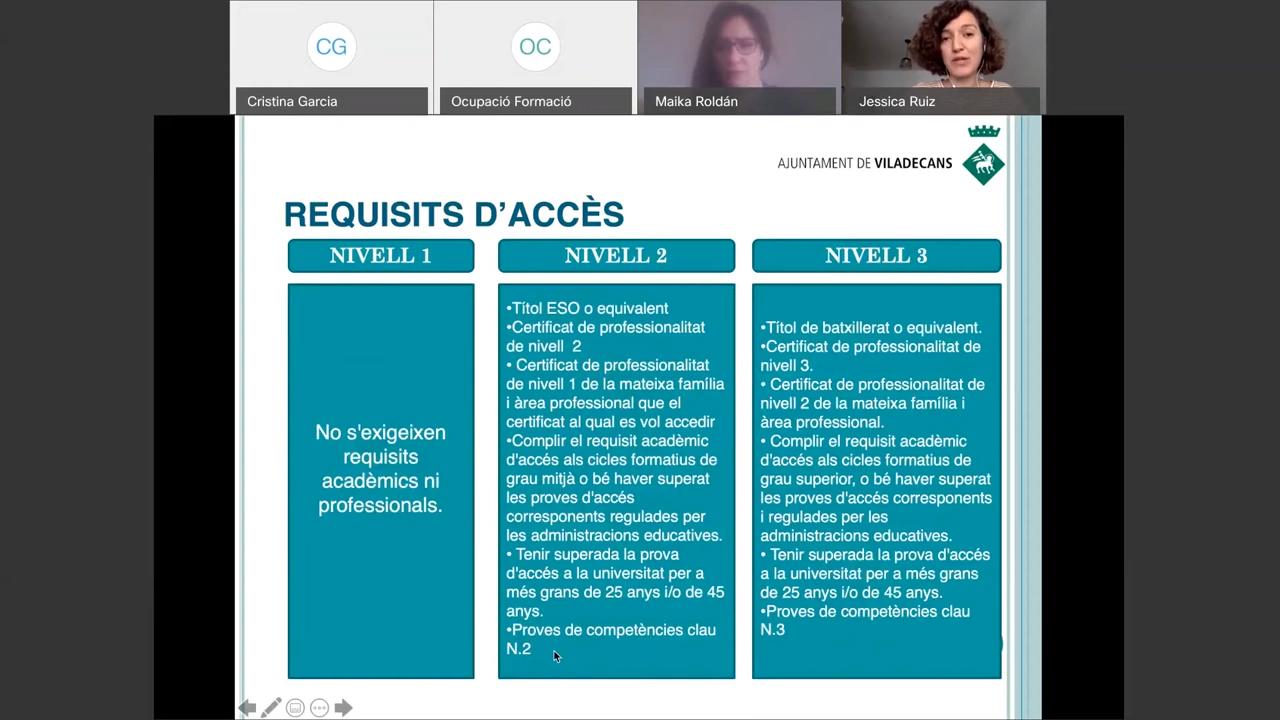 CG
OC
Cristina Garcia
Ocupació Formació
Maika Roldán
Jessica Ruiz
AJUNTAMENT DE VILADECANS
REQUISITS D'ACCÈS
NIVELL 1
No s'exigeixen
requisits
acadèmics ni
professionals.
NIVELL 2
•Títol ESO o equivalent
•Certificat de professionalitat
de nivell 2
• Certificat de professionalitat
de nivell 1 de la mateixa família
i àrea professional que el
certificat al qual es vol accedir
•Complir el requisit acadèmic
d'accés als cicles formatius de
grau mitjà o bé haver superat
les proves d'accés
corresponents regulades per
les administracions educatives.
• Tenir superada la prova
d'accés a la universitat per a
més grans de 25 anys i/o de 45
anys.
•Proves de competències clau
N.2
NIVELL 3
•Títol de batxillerat o equivalent.
•Certificat de professionalitat de
nivell 3.
• Certificat de professionalitat de
nivell 2 de la mateixa família i
àrea professional.
• Complir el requisit acadèmic
d'accés als cicles formatius de
grau superior, o bé haver superat
les proves d'accés corresponents
i regulades per les
administracions educatives.
• Tenir superada la prova d'accés
a la universitat per a més grans
de 25 anys i/o de 45 anys.
•Proves de competències clau
N.3